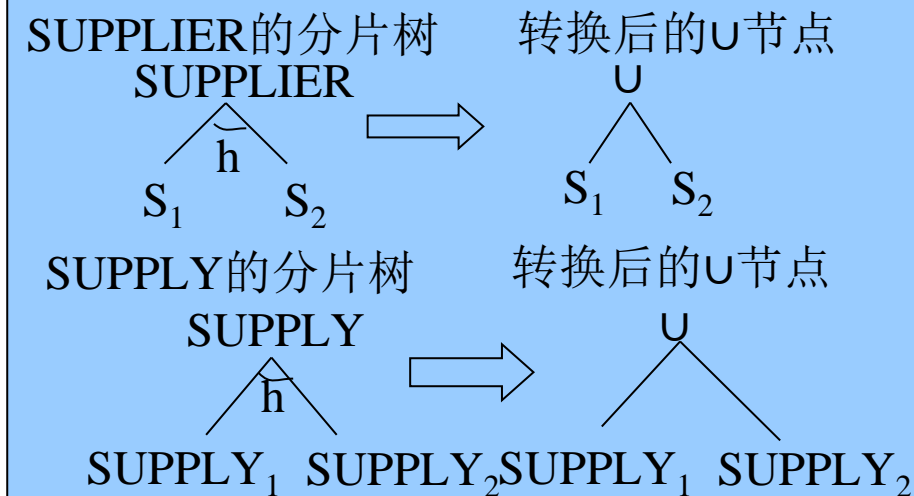 SUPPLIER的分片树 转换后的∪节点
SUPPLIER ∪
h
S₁ S₂ S₁ S₂
SUPPLY的分片树 转换后的∪节点
SUPPLY ∪
h
SUPPLY₁ SUPPLY₂ SUPPLY₁ SUPPLY₂